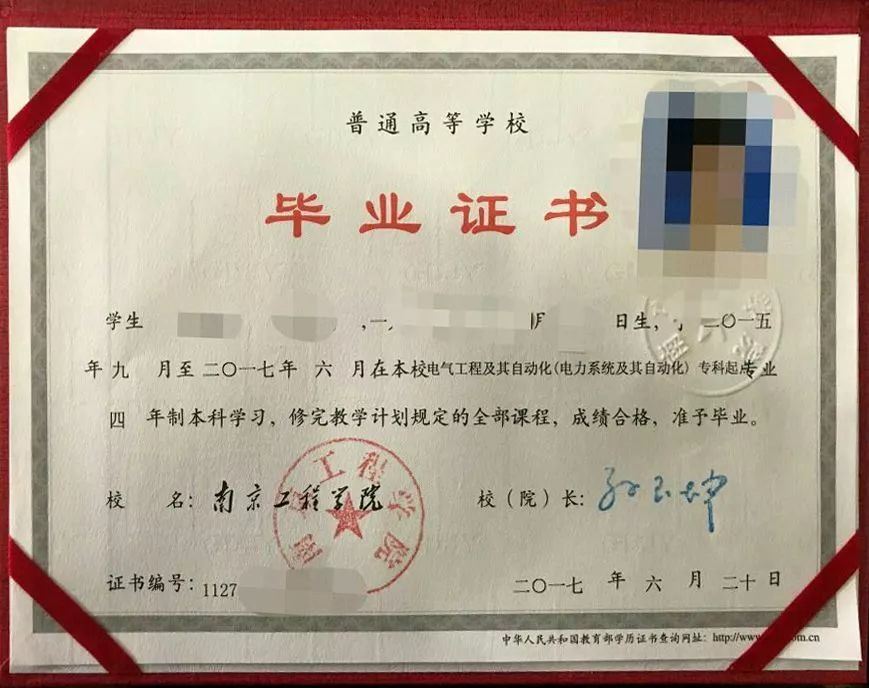 普通高等学校
毕业证书
学生 日生, 二〇一五
年九 月至二〇一七年 六 月在本校电气工程及其自动化(电力系统及其自动化) 专科起点专业
四 年制本科学习，修完教学计划规定的全部课程，成绩合格，准予毕业。
校 名：南京工程学院 校（院）长：
证书编号：1127 二〇一七 年 六 月 二十日
中华人民共和国教育部学历证书查询网址：http://www. .com.cn